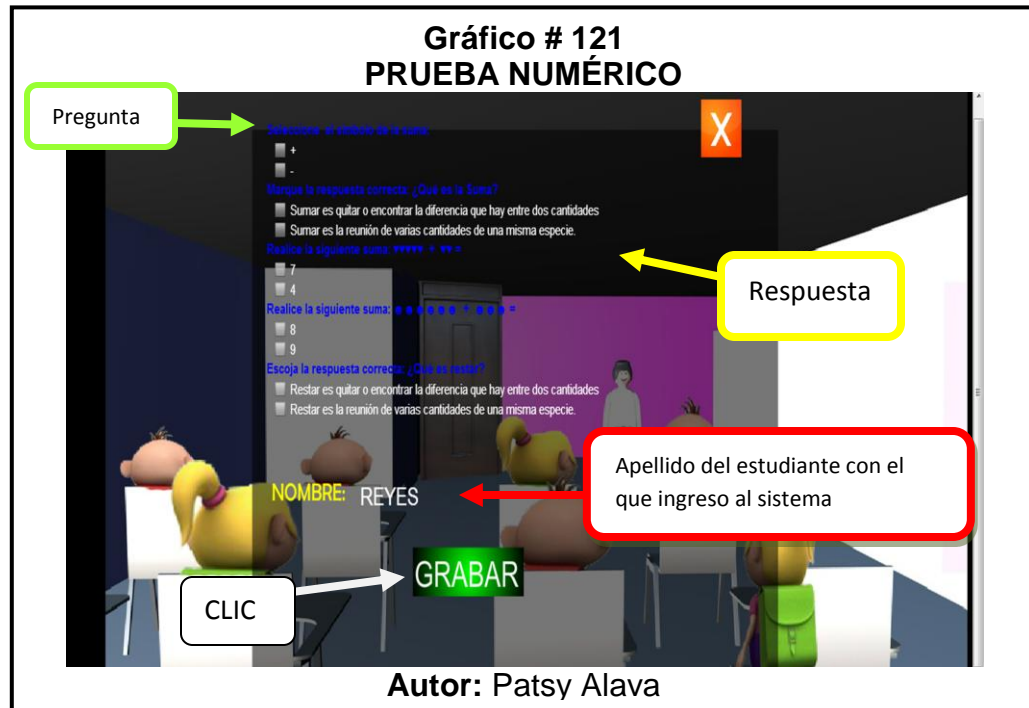 Gráfico # 121
PRUEBA NUMÉRICO
Pregunta
X
Seleccione el símbolo de la suma
+
-
Marque la respuesta correcta: ¿Qué es la Suma?
Sumar es quitar o encontrar la diferencia que hay entre dos cantidades
Sumar es la reunión de varias cantidades de una misma especie.
Realice la siguiente suma: ♥♥♥♥♥ + ♥♥ =
7
4
Respuesta
Realice la siguiente suma: ● ● ● ● ● ● + ● ● ● =
8
9
Escoja la respuesta correcta: ¿Qué es restar?
Restar es quitar o encontrar la diferencia que hay entre dos cantidades
Restar es la reunión de varias cantidades de una misma especie.
Apellido del estudiante con el
que ingreso al sistema
NOMBRE: REYES
GRABAR
CLIC
Autor: Patsy Alava